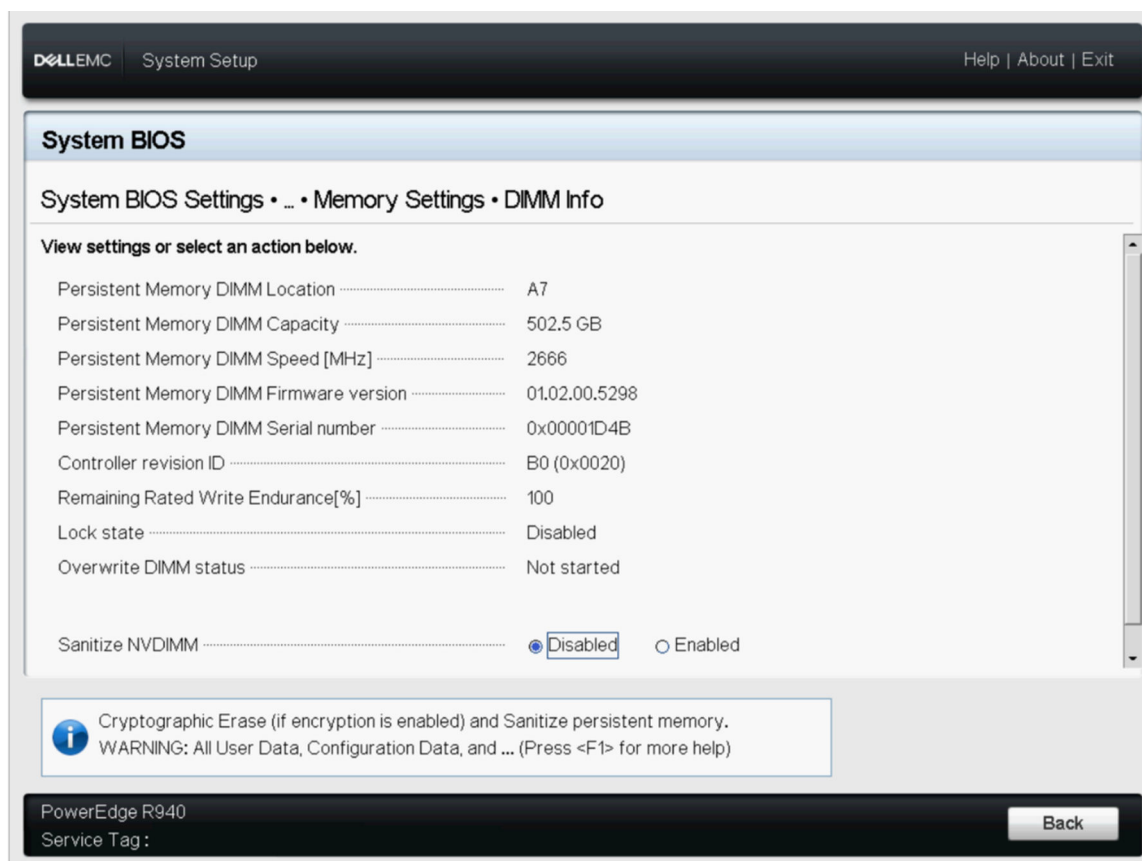 DELLEMC System Setup Help | About | Exit
System BIOS
System BIOS Settings • ... • Memory Settings • DIMM Info
View settings or select an action below.
Persistent Memory DIMM Location A7
Persistent Memory DIMM Capacity 502.5 GB
Persistent Memory DIMM Speed [MHz] 2666
Persistent Memory DIMM Firmware version 01.02.00.5298
Persistent Memory DIMM Serial number 0x00001D4B
Controller revision ID B0 (0x0020)
Remaining Rated Write Endurance[%] 100
Lock state Disabled
Overwrite DIMM status Not started
Sanitize NVDIMM Disabled Enabled
Cryptographic Erase (if encryption is enabled) and Sanitize persistent memory.
WARNING: All User Data, Configuration Data, and ... (Press <F1> for more help)
PowerEdge R940
Service Tag :
Back